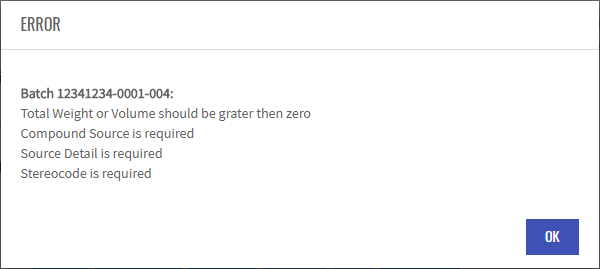 ERROR
Batch 12341234-0001-004:
Total Weight or Volume should be grater then zero
Compound Source is required
Source Detail is required
Stereocode is required
OK